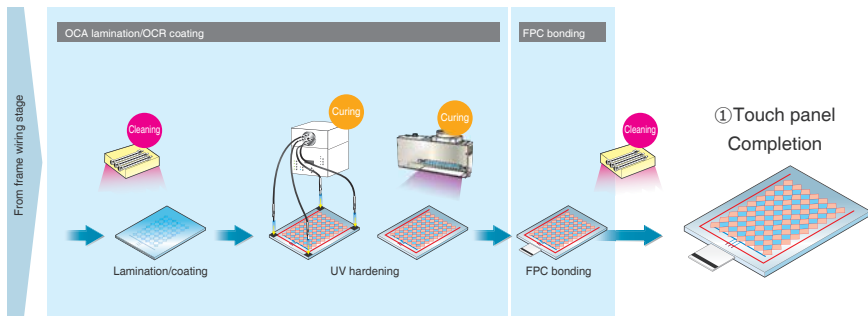 OCA lamination/OCR coating
FPC bonding
From frame wiring stage
Cleaning
Curing
Curing
Cleaning
①Touch panel
Completion
Lamination/coating
UV hardening
FPC bonding